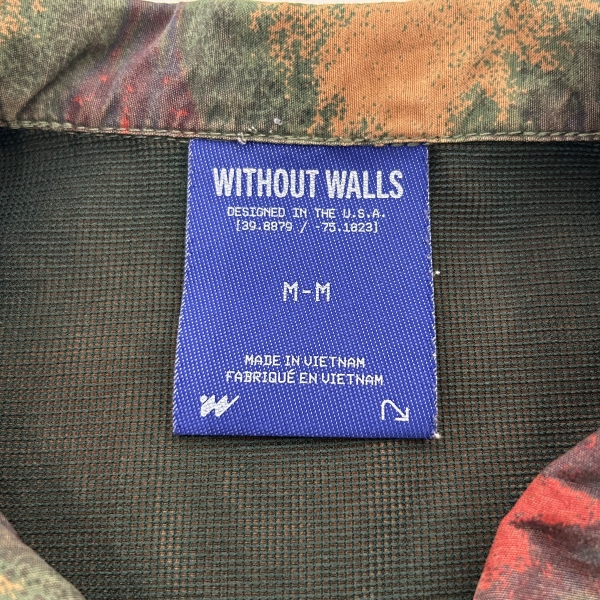 WITHOUT WALLS
DESIGNED IN THE U.S.A.
[39.8879 / -75.1823]
M-M
MADE IN VIETNAM
FABRIQUÉ EN VIETNAM